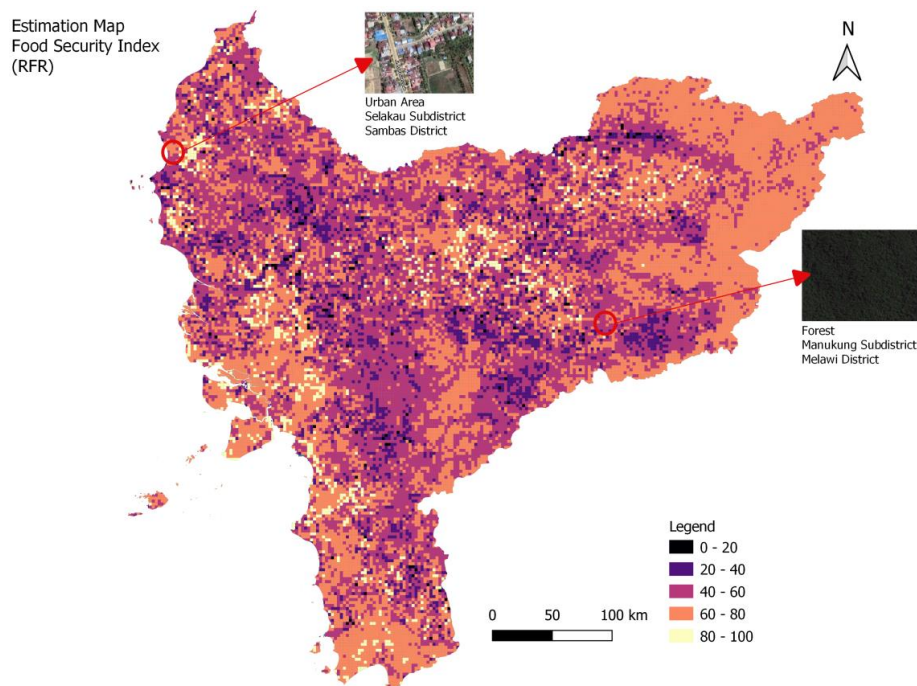 Estimation Map
Food Security Index
(RFR)
Urban Area
Selakau Subdistrict
Sambas District
N
Forest
Manukung Subdistrict
Melawi District
Legend
0 - 20
20 - 40
40 - 60
60 - 80
80 - 100
0 50 100 km